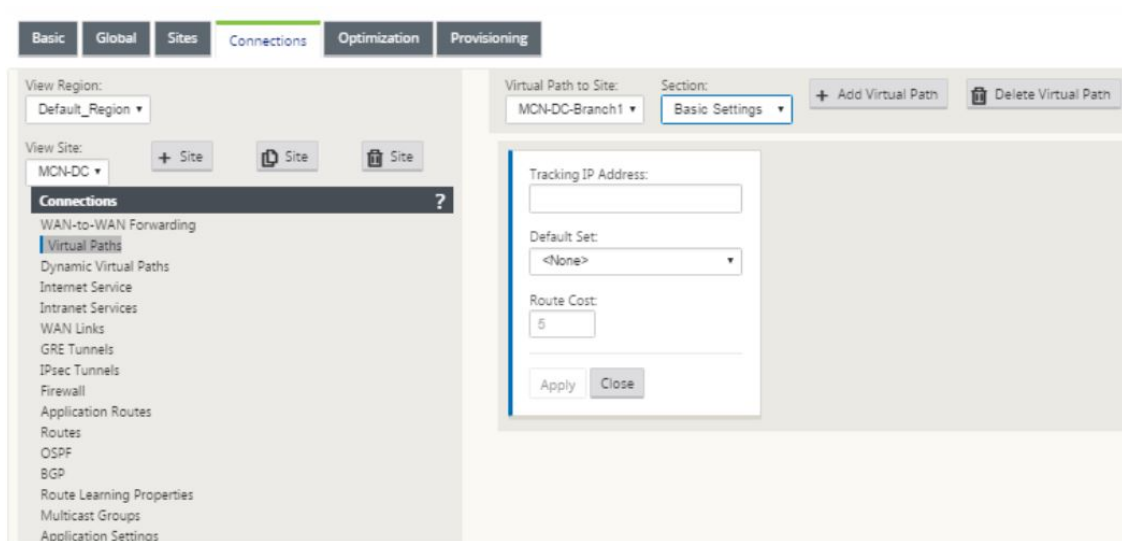 Basic Global Sites Connections Optimization Provisioning
View Region:
Default_Region
View Site:
MCN-DC
+ Site
Site
Site
Connections ?
WAN-to-WAN Forwarding
Virtual Paths
Dynamic Virtual Paths
Internet Service
Intranet Services
WAN Links
GRE Tunnels
IPsec Tunnels
Firewall
Application Routes
Routes
OSPF
BGP
Route Learning Properties
Multicast Groups
Application Settings
Virtual Path to Site:
MCN-DC-Branch1
Section:
Basic Settings
+ Add Virtual Path
Delete Virtual Path
Tracking IP Address:
Default Set:
<None>
Route Cost:
5
Apply Close